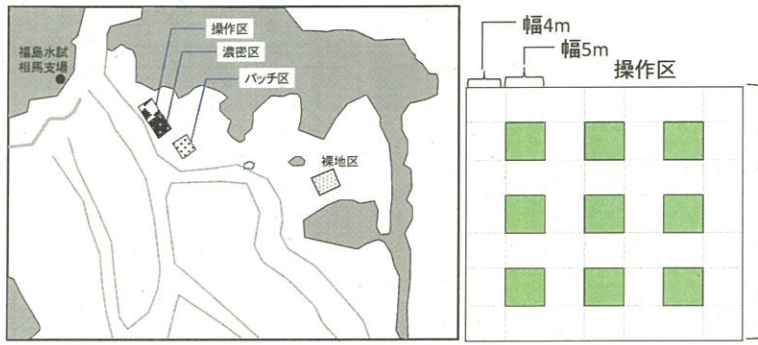 操作区
濃密区
パッチ区
福島水試
相馬支場
裸地区
幅4m
幅5m
操作区